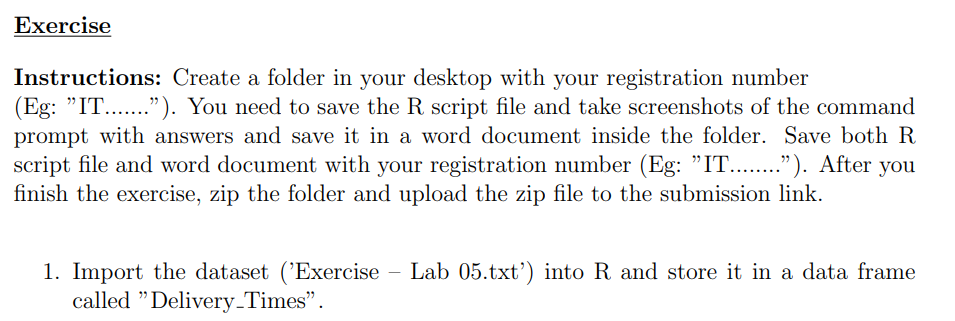 Exercise
Instructions: Create a folder in your desktop with your registration number
(Eg: ”IT.......”). You need to save the R script file and take screenshots of the command
prompt with answers and save it in a word document inside the folder. Save both R
script file and word document with your registration number (Eg: ”IT........”). After you
finish the exercise, zip the folder and upload the zip file to the submission link.
1. Import the dataset (’Exercise – Lab 05.txt’) into R and store it in a data frame
called ”Delivery_Times”.